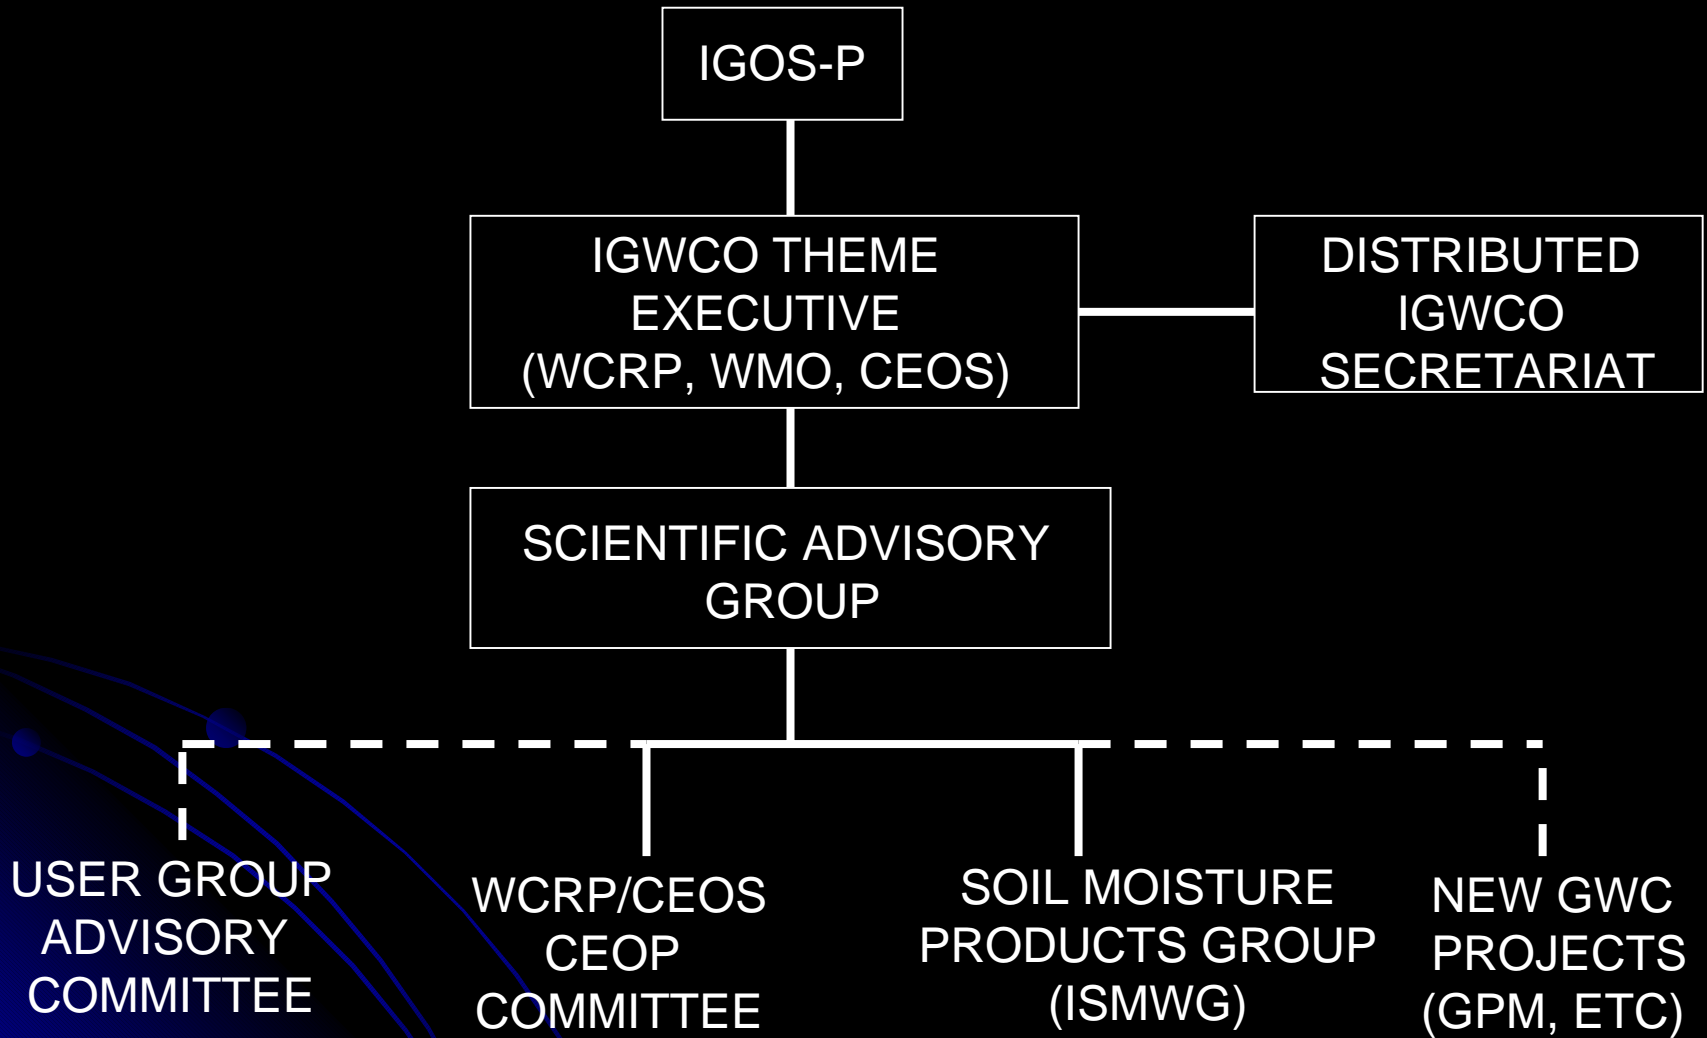 IGOS-P
IGWCO THEME
EXECUTIVE
(WCRP, WMO, CEOS)
DISTRIBUTED
IGWCO
SECRETARIAT
SCIENTIFIC ADVISORY
GROUP
USER GROUP
ADVISORY
COMMITTEE
WCRP/CEOS
CEOP
COMMITTEE
SOIL MOISTURE
PRODUCTS GROUP
(ISMWG)
NEW GWC
PROJECTS
(GPM, ETC)